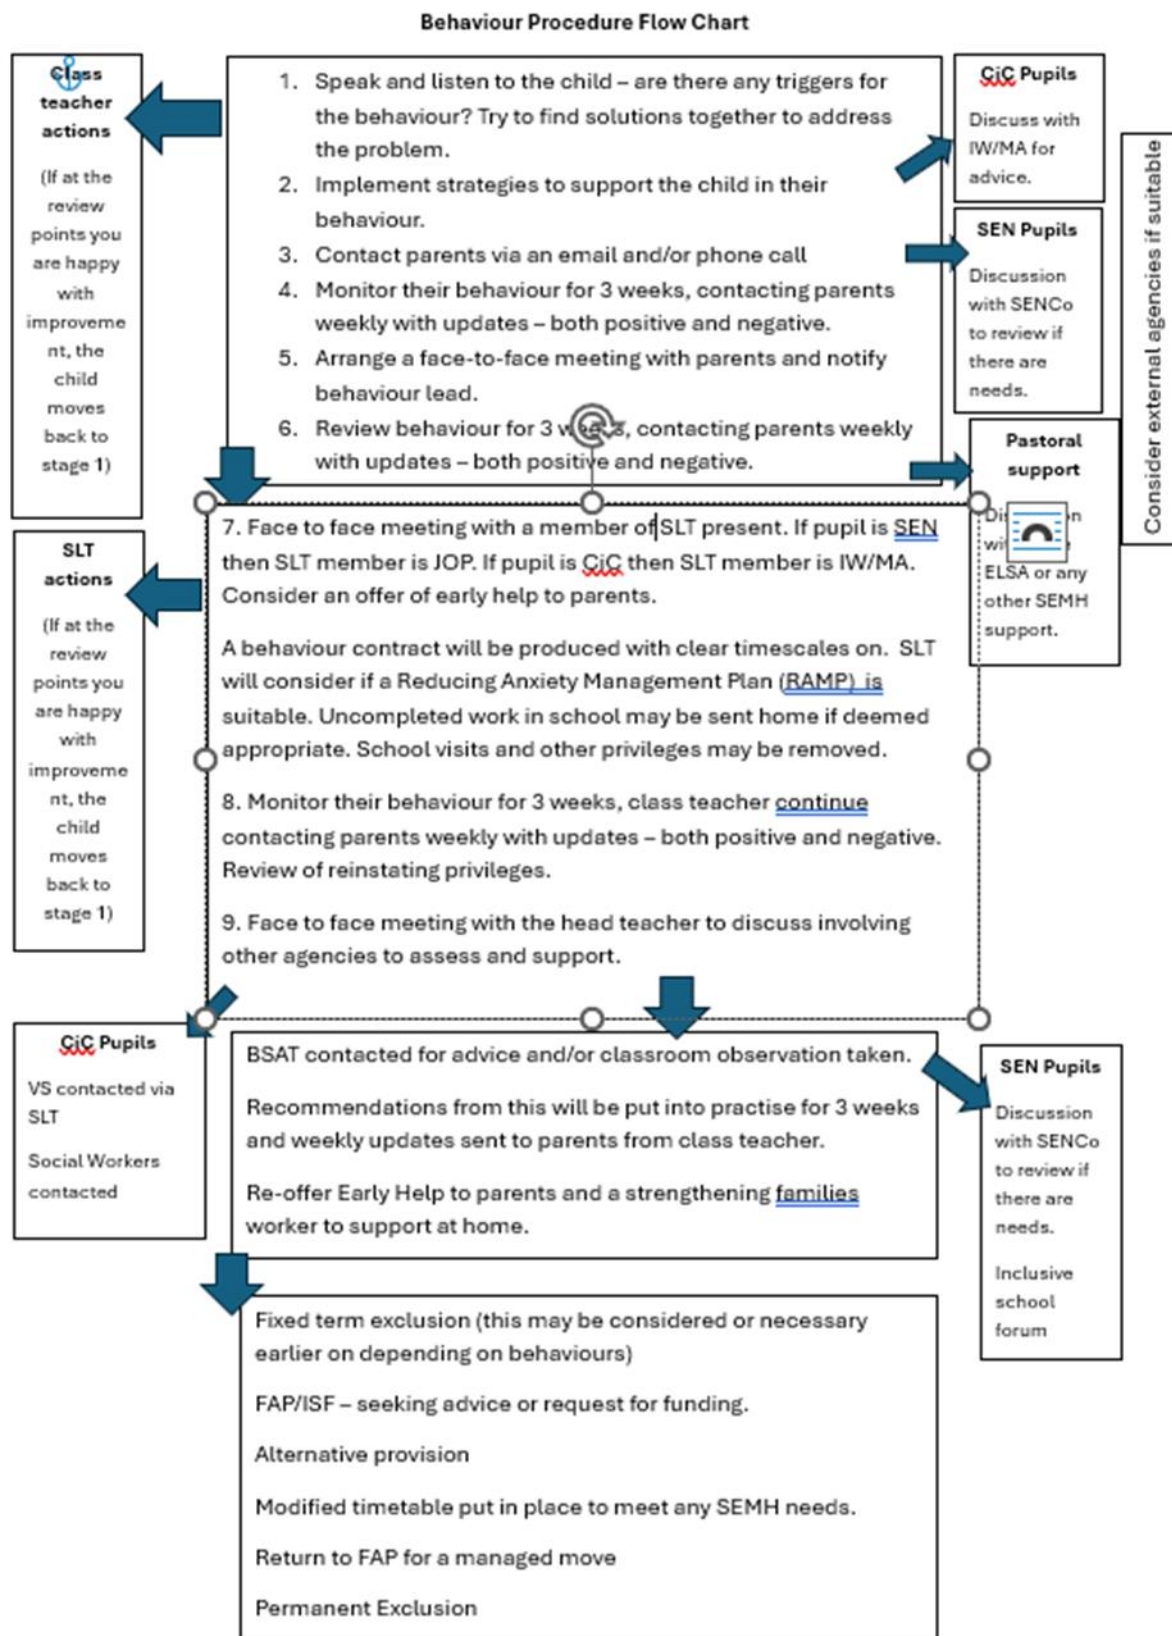 Behaviour Procedure Flow Chart
Class
teacher
actions
(If at the
review
points you
are happy
with
improveme
nt, the
child
moves
back to
stage 1)
1. Speak and listen to the child – are there any triggers for
the behaviour? Try to find solutions together to address
the problem.
2. Implement strategies to support the child in their
behaviour.
3. Contact parents via an email and/or phone call
4. Monitor their behaviour for 3 weeks, contacting parents
weekly with updates – both positive and negative.
5. Arrange a face-to-face meeting with parents and notify
behaviour lead.
6. Review behaviour for 3 weeks, contacting parents weekly
with updates – both positive and negative.
CiC Pupils
Discuss with
IW/MA for
advice.
SEN Pupils
Discussion
with SENCo
to review if
there are
needs.
Pastoral
support
ELSA or any
other SEMH
support.
Consider external agencies if suitable
SLT
actions
(If at the
review
points you
are happy
with
improveme
nt, the
child
moves
back to
stage 1)
7. Face to face meeting with a member of SLT present. If pupil is SEN
then SLT member is JOP. If pupil is CiC then SLT member is IW/MA.
Consider an offer of early help to parents.
A behaviour contract will be produced with clear timescales on. SLT
will consider if a Reducing Anxiety Management Plan (RAMP) is
suitable. Uncompleted work in school may be sent home if deemed
appropriate. School visits and other privileges may be removed.
8. Monitor their behaviour for 3 weeks, class teacher continue
contacting parents weekly with updates – both positive and negative.
Review of reinstating privileges.
9. Face to face meeting with the head teacher to discuss involving
other agencies to assess and support.
CiC Pupils
VS contacted via
SLT
Social Workers
contacted
BSAT contacted for advice and/or classroom observation taken.
Recommendations from this will be put into practise for 3 weeks
and weekly updates sent to parents from class teacher.
Re-offer Early Help to parents and a strengthening families
worker to support at home.
SEN Pupils
Discussion
with SENCo
to review if
there are
needs.
Inclusive
school
forum
Fixed term exclusion (this may be considered or necessary
earlier on depending on behaviours)
FAP/ISF – seeking advice or request for funding.
Alternative provision
Modified timetable put in place to meet any SEMH needs.
Return to FAP for a managed move
Permanent Exclusion